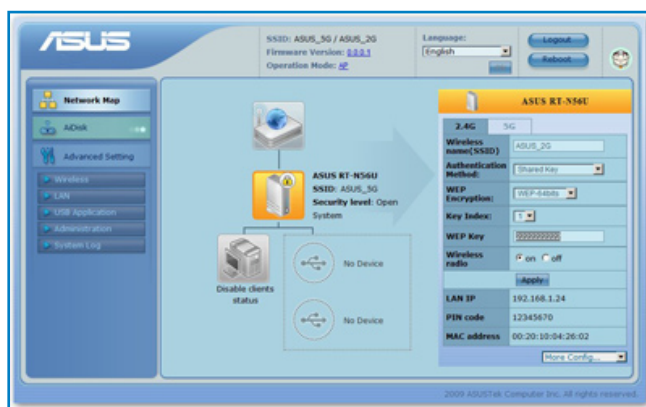 ASUS
SSID: ASUS_5G / ASUS_2G
Firmware Version: 0.0.0.1
Operation Mode: AP
Language:
English
Logout
Reboot
Network Map
AiDisk
Advanced Setting
Wireless
LAN
USB Application
Administration
System Log
ASUS RT-N56U
SSID: ASUS_5G
Security level: Open
System
Disable clients
status
No Device
No Device
ASUS RT-N56U
2.4G 5G
Wireless name(SSID) ASUS_2G
Authentication Method: Shared Key
WEP Encryption: WEP-64bits
Key Index: 1
WEP Key
Wireless radio on off
Apply
LAN IP 192.168.1.24
PIN code 12345670
MAC address 00:20:10:04:26:02
More Config...
2009 ASUSTek Computer Inc. All rights reserved.